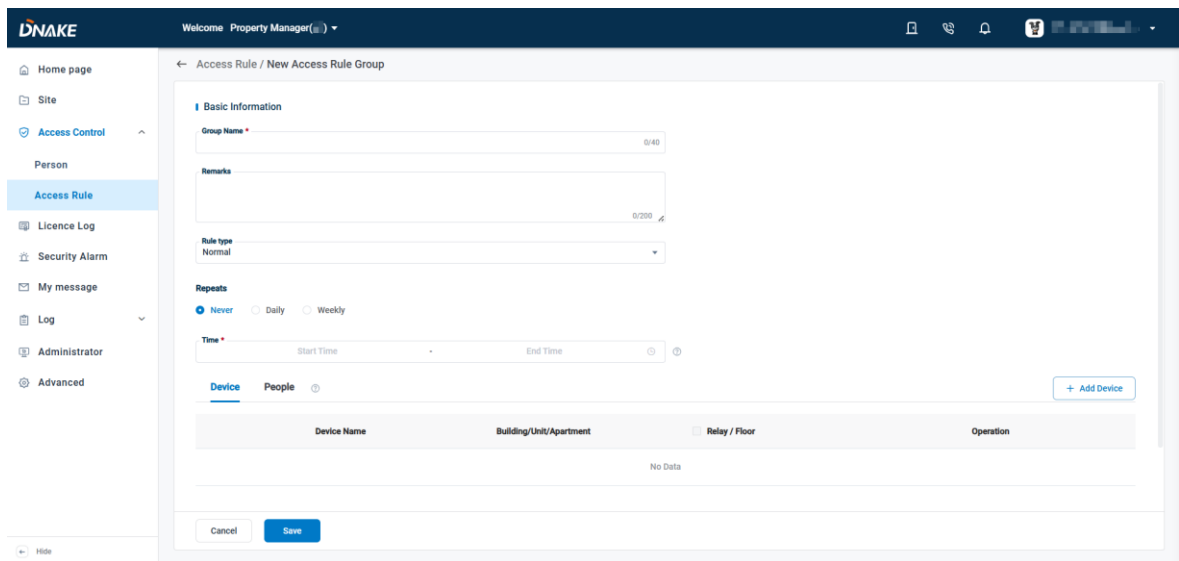 DNAKE
Welcome Property Manager( ) 
Home page
Site
Access Control
Person
Access Rule
Licence Log
Security Alarm
My message
Log
Administrator
Advanced
Hide
← Access Rule / New Access Rule Group
Basic Information
Group Name *
0/40
Remarks
0/200
Rule type
Normal
Repeats
Never Daily Weekly
Time *
Start Time - End Time
Device People + Add Device
Device Name Building/Unit/Apartment Relay / Floor Operation
No Data
Cancel Save